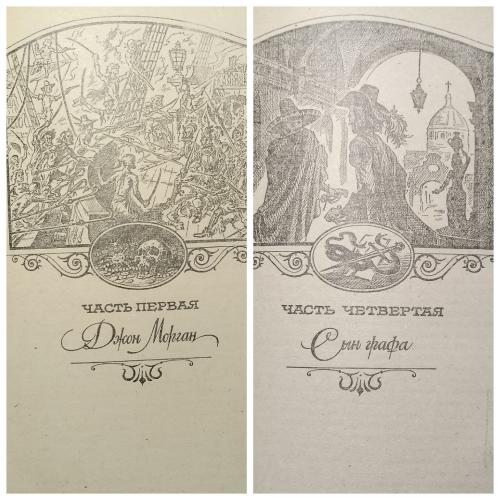 ЧАСТЬ ПЕРВАЯ
Джон Морган
ЧАСТЬ ЧЕТВЕРТАЯ
Сын графа